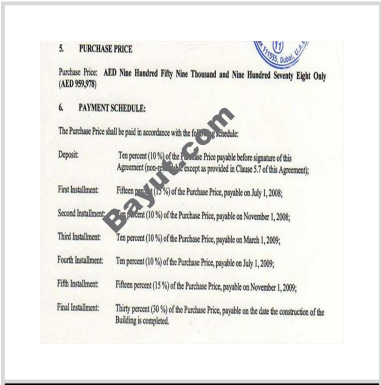 5. PURCHASE PRICE
11
111955, Dubai, U.A.E
Purchase Price: AED Nine Hundred Fifty Nine Thousand and Nine Hundred Seventy Eight Only
(AED 959,978)
6. PAYMENT SCHEDULE:
The Purchase Price shall be paid in accordance with the following schedule:
Deposit: Ten percent (10 %) of the Purchase Price payable before signature of this
Agreement (non-refundable except as provided in Clause 5.7 of this Agreement);
First Installment: Fifteen percent (15 %) of the Purchase Price, payable on July 1, 2008;
Second Installment: Ten percent (10 %) of the Purchase Price, payable on November 1, 2008;
Third Installment: Ten percent (10 %) of the Purchase Price, payable on March 1, 2009;
Fourth Installment: Ten percent (10 %) of the Purchase Price, payable on July 1, 2009;
Fifth Installment: Fifteen percent (15 %) of the Purchase Price, payable on November 1, 2009;
Final Installment: Thirty percent (30 %) of the Purchase Price, payable on the date the construction of the
Building is completed.
Bayut.com